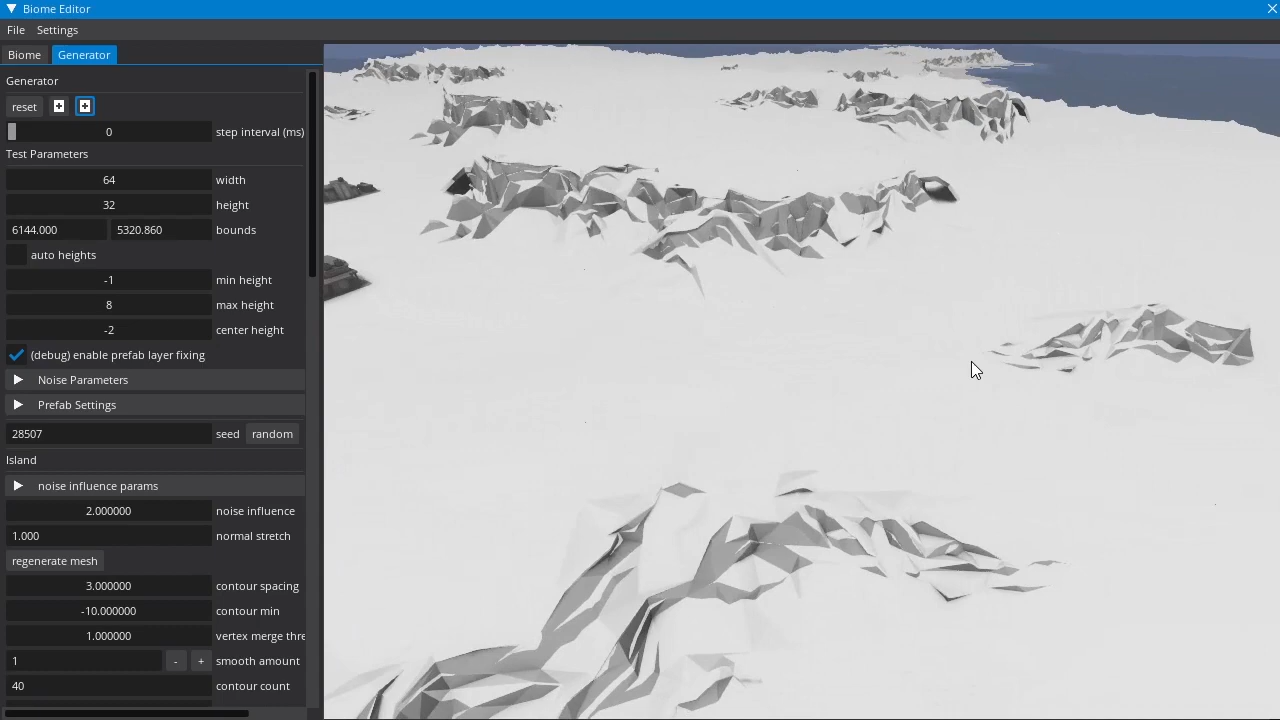 Biome Editor
File Settings
Biome Generator
Generator
reset
0 step interval (ms)
Test Parameters
64 width
32 height
6144.000 5320.860 bounds
auto heights
-1 min height
8 max height
-2 center height
(debug) enable prefab layer fixing
Noise Parameters
Prefab Settings
28507 seed random
Island
noise influence params
2.000000 noise influence
1.000 normal stretch
regenerate mesh
3.000000 contour spacing
-10.000000 contour min
1.000000 vertex merge thre
1 - + smooth amount
40 contour count